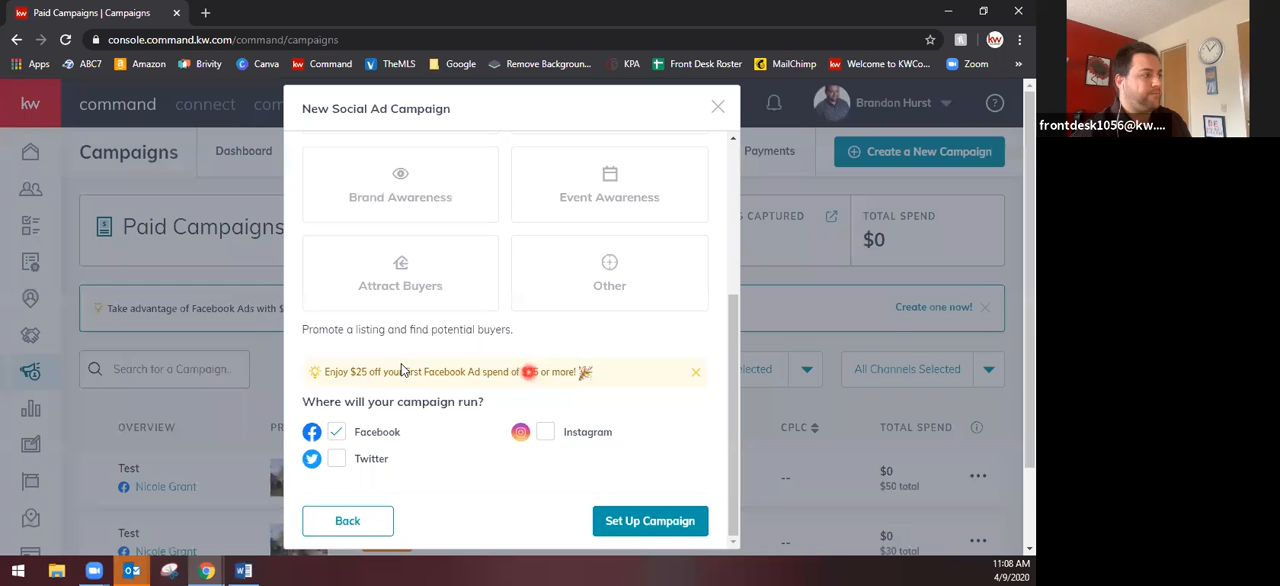 Paid Campaigns | Campaigns
console.command.kw.com/command/campaigns
Apps
ABC7
Amazon
Brivity
Canva
Command
TheMLS
Google
Remove Backgroun...
KPA
Front Desk Roster
MailChimp
Welcome to KWCo...
Zoom
»
kw
command
connect
Brandon Hurst
Campaigns
Dashboard
Payments
Create a New Campaign
Paid Campaigns
CAPTURED
TOTAL SPEND
$0
Take advantage of Facebook Ads with $
Create one now!
Search for a Campaign..
All Channels Selected
OVERVIEW
CPLC
TOTAL SPEND
Test
Nicole Grant
--
$0
$50 total
Test
Nicole Grant
--
$0
$30 total
New Social Ad Campaign
Brand Awareness
Event Awareness
Attract Buyers
Other
Promote a listing and find potential buyers.
Enjoy $25 off your first Facebook Ad spend of or more!
Where will your campaign run?
Facebook
Instagram
Twitter
Back
Set Up Campaign
frontdesk1056@kw....
11:08 AM
4/9/2020